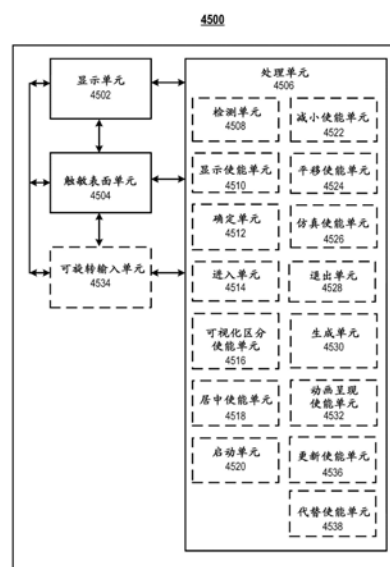 4500
显示单元
4502
触敏表面单元
4504
可旋转输入单元
4534
处理单元
4506
检测单元
4508
减小使能单元
4522
显示使能单元
4510
平移使能单元
4524
确定单元
4512
仿真使能单元
4526
进入单元
4514
退出单元
4528
可视化区分
使能单元
4516
生成单元
4530
居中使能单元
4518
动画呈现
使能单元
4532
启动单元
4520
更新使能单元
4536
代替使能单元
4538